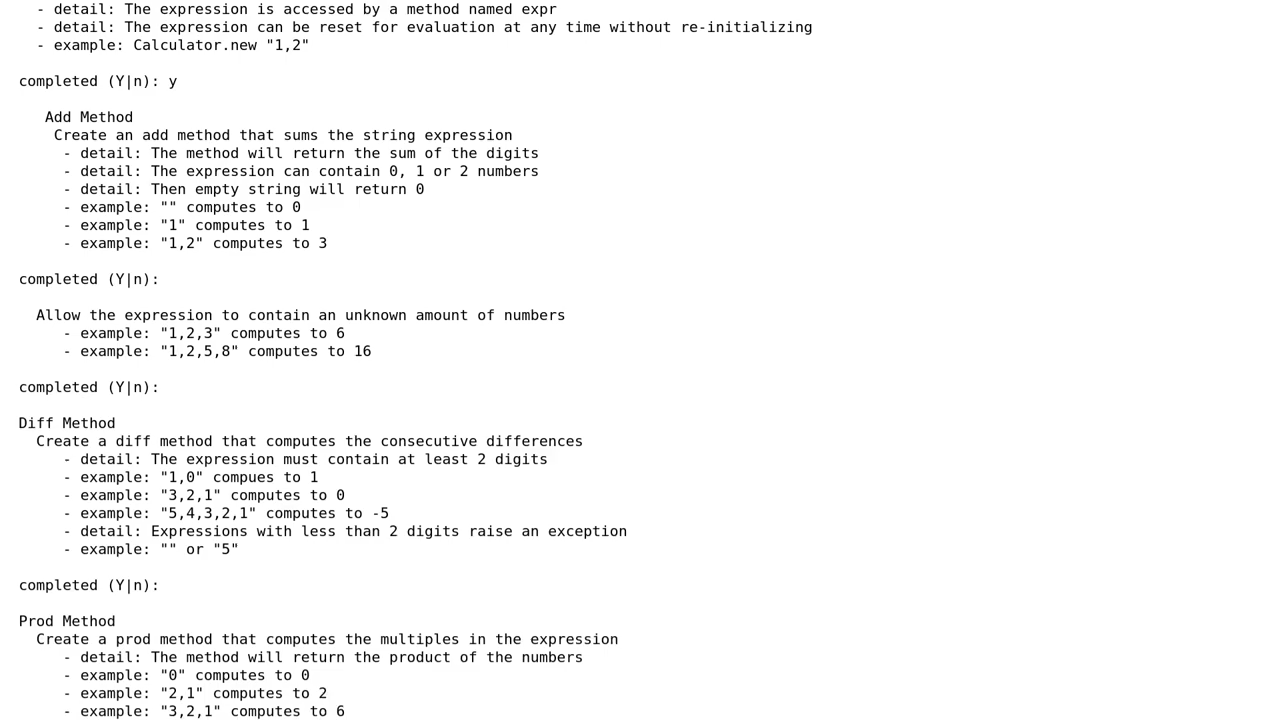 - detail: The expression is accessed by a method named expr
- detail: The expression can be reset for evaluation at any time without re-initializing
- example: Calculator.new "1,2"
completed (Y|n): y
Add Method
Create an add method that sums the string expression
- detail: The method will return the sum of the digits
- detail: The expression can contain 0, 1 or 2 numbers
- detail: Then empty string will return 0
- example: "" computes to 0
- example: "1" computes to 1
- example: "1,2" computes to 3
completed (Y|n):
Allow the expression to contain an unknown amount of numbers
- example: "1,2,3" computes to 6
- example: "1,2,5,8" computes to 16
completed (Y|n):
Diff Method
Create a diff method that computes the consecutive differences
- detail: The expression must contain at least 2 digits
- example: "1,0" compues to 1
- example: "3,2,1" computes to 0
- example: "5,4,3,2,1" computes to -5
- detail: Expressions with less than 2 digits raise an exception
- example: "" or "5"
completed (Y|n):
Prod Method
Create a prod method that computes the multiples in the expression
- detail: The method will return the product of the numbers
- example: "0" computes to 0
- example: "2,1" computes to 2
- example: "3,2,1" computes to 6